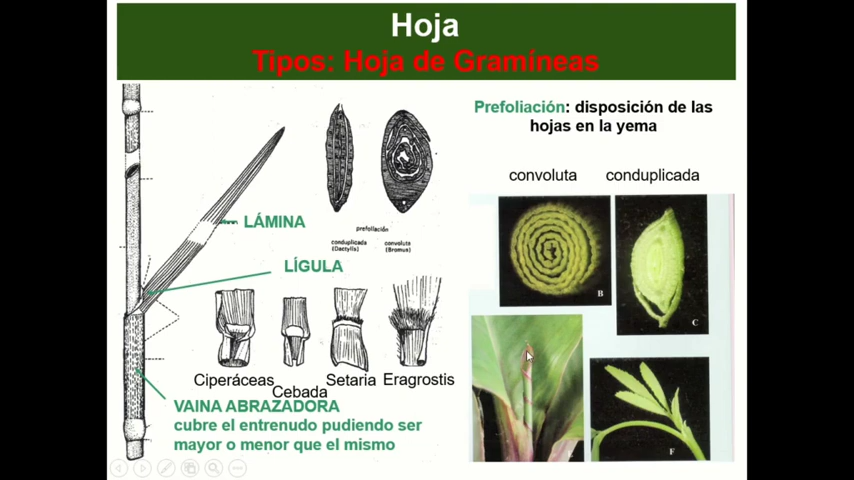 Hoja
Tipos: Hoja de Gramíneas
Prefoliación: disposición de las
hojas en la yema
convoluta
conduplicada
LÁMINA
prefoliación
conduplicada
(Dactylis)
convoluta
(Bromus)
LÍGULA
B
C
Ciperáceas
Cebada
Setaria
Eragrostis
VAINA ABRAZADORA
cubre el entrenudo pudiendo ser
mayor o menor que el mismo
F